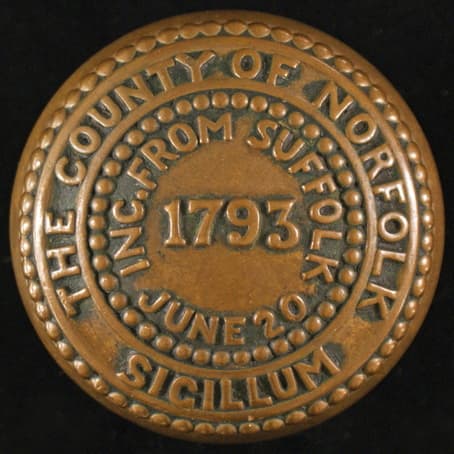 THE COUNTY OF NORFOLK
SIGILLUM
INC. FROM SUFFOLK
JUNE 20
1793